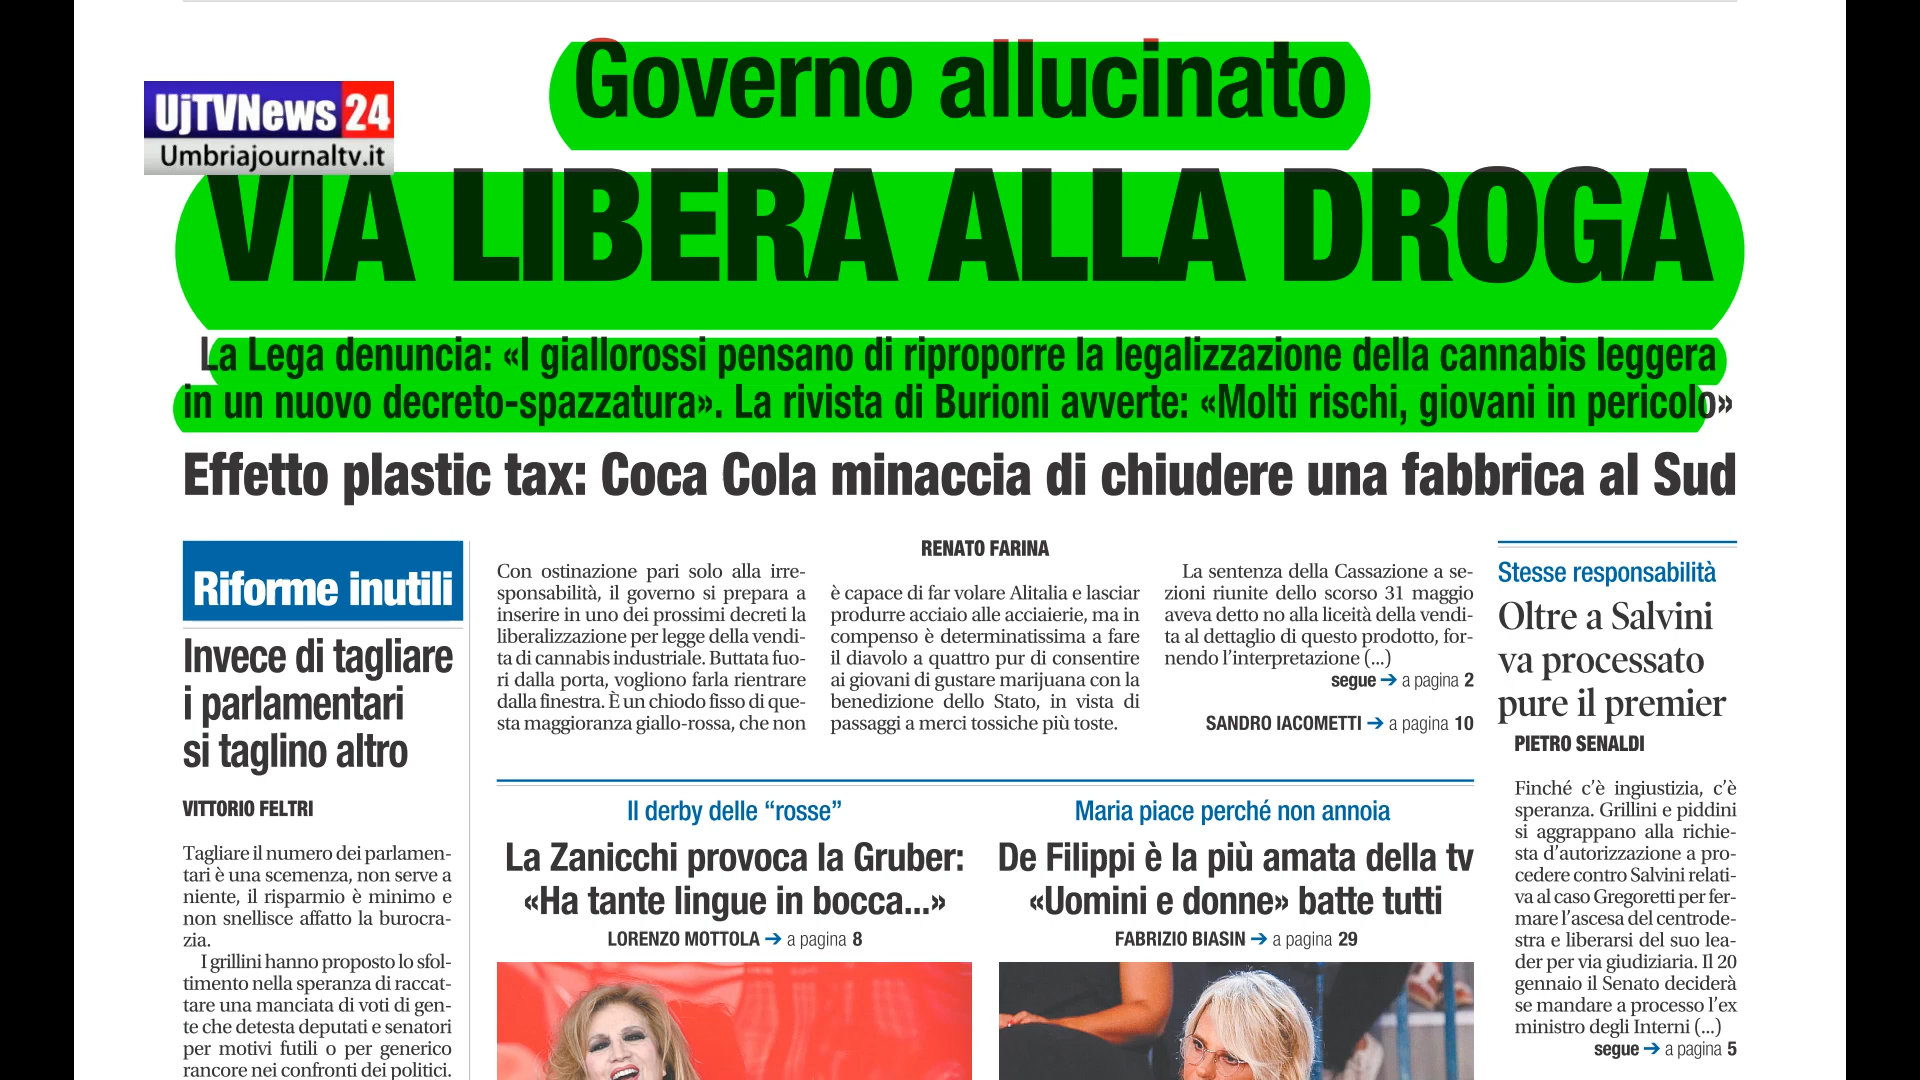 UjTVNews 24
Umbriajournaltv.it
Governo allucinato
VIA LIBERA ALLA DROGA
La Lega denuncia: «I giallorossi pensano di riproporre la legalizzazione della cannabis leggera
in un nuovo decreto-spazzatura». La rivista di Burioni avverte: «Molti rischi, giovani in pericolo»
Effetto plastic tax: Coca Cola minaccia di chiudere una fabbrica al Sud
Riforme inutili
Invece di tagliare
i parlamentari
si taglino altro
VITTORIO FELTRI
Tagliare il numero dei parlamen-
tari è una scemenza, non serve a
niente, il risparmio è minimo e
non snellisce affatto la burocra-
zia.
I grillini hanno proposto lo sfol-
timento nella speranza di raccat-
tare una manciata di voti di gen-
te che detesta deputati e senatori
per motivi futili o per generico
rancore nei confronti dei politici.
RENATO FARINA
Con ostinazione pari solo alla irre-
sponsabilità, il governo si prepara a
inserire in uno dei prossimi decreti la
liberalizzazione per legge della vendi-
ta di cannabis industriale. Buttata fuo-
ri dalla porta, vogliono farla rientrare
dalla finestra. È un chiodo fisso di que-
sta maggioranza giallo-rossa, che non
è capace di far volare Alitalia e lasciar
produrre acciaio alle acciaierie, ma in
compenso è determinatissima a fare
il diavolo a quattro pur di consentire
ai giovani di gustare marijuana con la
benedizione dello Stato, in vista di
passaggi a merci tossiche più toste.
La sentenza della Cassazione a se-
zioni riunite dello scorso 31 maggio
aveva detto no alla liceità della vendi-
ta al dettaglio di questo prodotto, for-
nendo l'interpretazione (...)
segue ➔ a pagina 2
SANDRO IACOMETTI ➔ a pagina 10
Il derby delle “rosse”
La Zanicchi provoca la Gruber:
«Ha tante lingue in bocca...»
LORENZO MOTTOLA ➔ a pagina 8
Maria piace perché non annoia
De Filippi è la più amata della tv
«Uomini e donne» batte tutti
FABRIZIO BIASIN ➔ a pagina 29
Stesse responsabilità
Oltre a Salvini
va processato
pure il premier
PIETRO SENALDI
Finché c'è ingiustizia, c'è
speranza. Grillini e piddini
si aggrappano alla richie-
sta d'autorizzazione a pro-
cedere contro Salvini relati-
va al caso Gregoretti per fer-
mare l'ascesa del centrode-
stra e liberarsi del suo lea-
der per via giudiziaria. Il 20
gennaio il Senato deciderà
se mandare a processo l'ex
ministro degli Interni (...)
segue ➔ a pagina 5